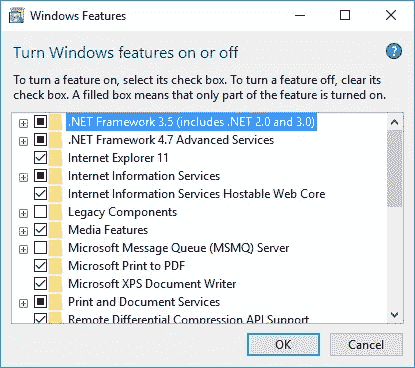 Windows Features
Turn Windows features on or off
To turn a feature on, select its check box. To turn a feature off, clear its
check box. A filled box means that only part of the feature is turned on.
.NET Framework 3.5 (includes .NET 2.0 and 3.0)
.NET Framework 4.7 Advanced Services
Internet Explorer 11
Internet Information Services
Internet Information Services Hostable Web Core
Legacy Components
Media Features
Microsoft Message Queue (MSMQ) Server
Microsoft Print to PDF
Microsoft XPS Document Writer
Print and Document Services
Remote Differential Compression API Support
OK Cancel